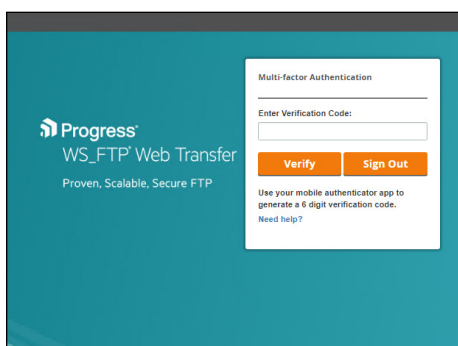 Progress®
WS_FTP® Web Transfer
Proven, Scalable, Secure FTP
Multi-factor Authentication
Enter Verification Code:
Verify
Sign Out
Use your mobile authenticator app to
generate a 6 digit verification code.
Need help?